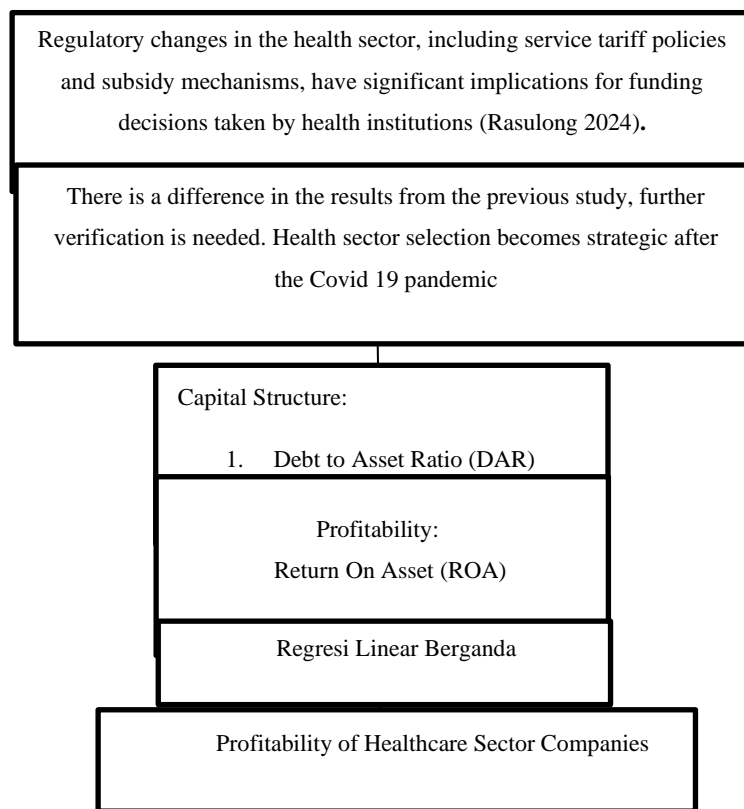 Regulatory changes in the health sector, including service tariff policies
and subsidy mechanisms, have significant implications for funding
decisions taken by health institutions (Rasulong 2024).
There is a difference in the results from the previous study, further
verification is needed. Health sector selection becomes strategic after
the Covid 19 pandemic
Capital Structure:
1. Debt to Asset Ratio (DAR)
Profitability:
Return On Asset (ROA)
Regresi Linear Berganda
Profitability of Healthcare Sector Companies